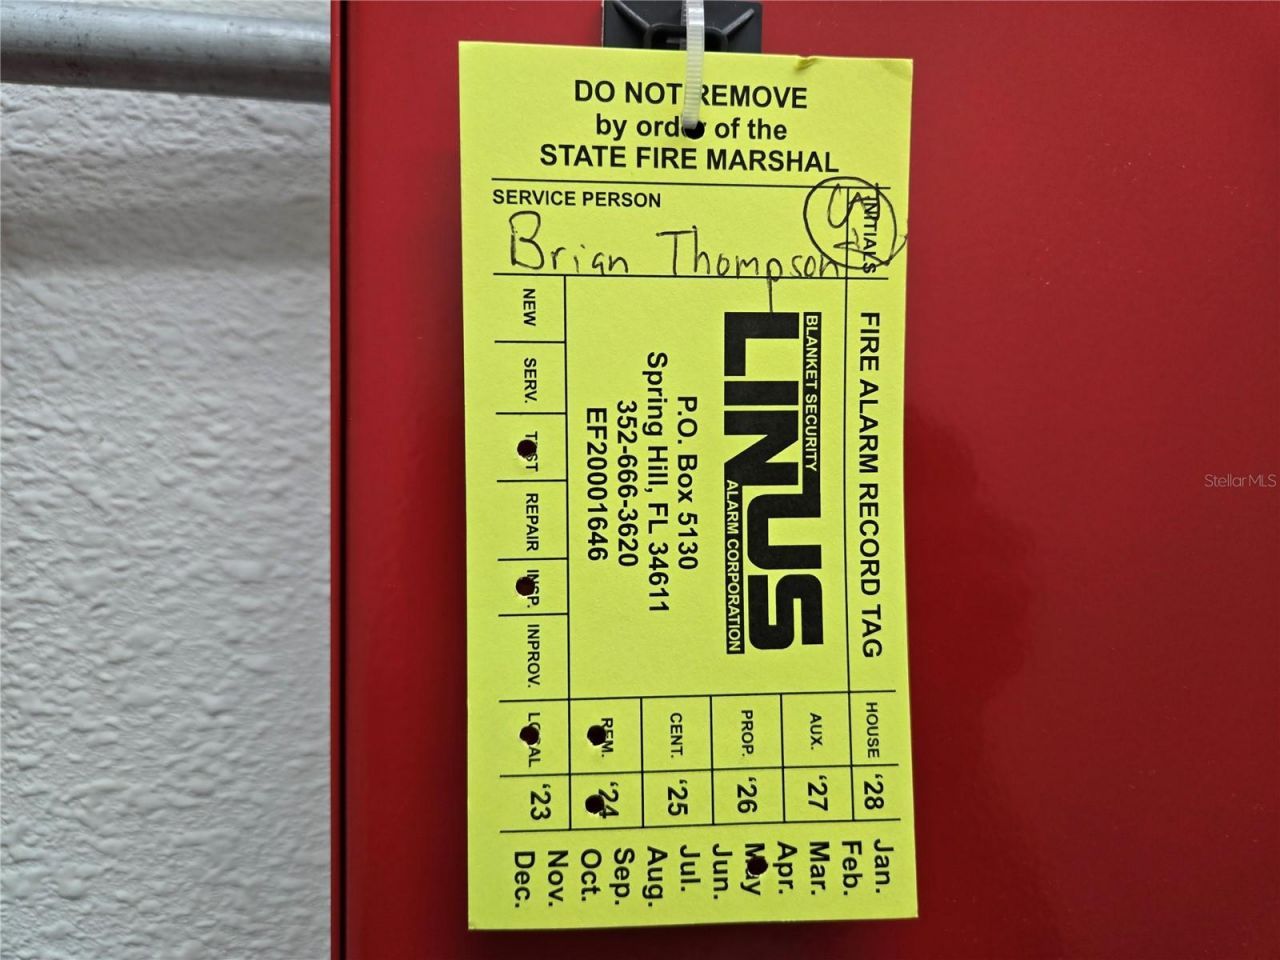 DO NOT REMOVE
by order of the
STATE FIRE MARSHAL
SERVICE PERSON
INITIALS
Brian Thompson
FIRE ALARM RECORD TAG
BLANKET SECURITY
LINUS
ALARM CORPORATION
P.O. Box 5130
Spring Hill, FL 34611
352-666-3620
EF20001646
NEW
SERV.
TEST
REPAIR
INSP.
INPROV.
LOCAL
REM.
CENT.
PROP.
AUX.
HOUSE
'23
'24
'25
'26
'27
'28
Jan.
Feb.
Mar.
Apr.
May
Jun.
Jul.
Aug.
Sep.
Oct.
Nov.
Dec.
StellarMLS